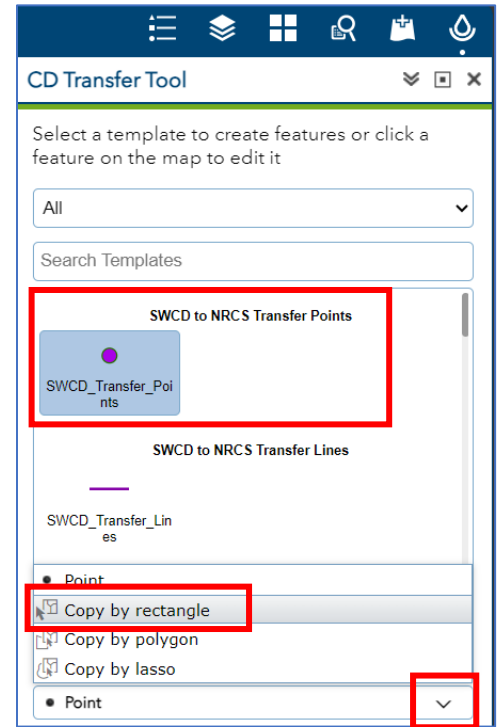 CD Transfer Tool
Select a template to create features or click a
feature on the map to edit it
All
Search Templates
SWCD to NRCS Transfer Points
SWCD_Transfer_Poi
nts
SWCD to NRCS Transfer Lines
SWCD_Transfer_Lin
es
Point
Copy by rectangle
Copy by polygon
Copy by lasso
Point